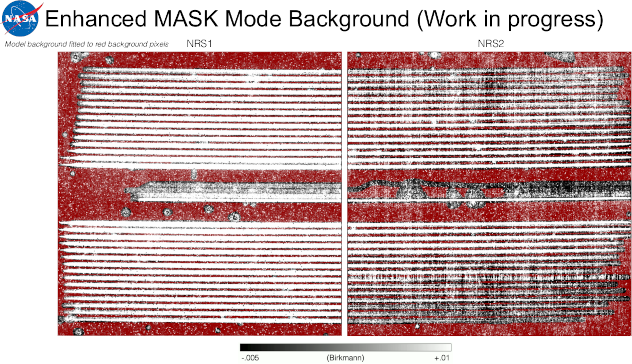 NASA
Enhanced MASK Mode Background (Work in progress)
Model background fitted to red background pixels
NRS1
NRS2
-.005
(Birkmann)
+.01